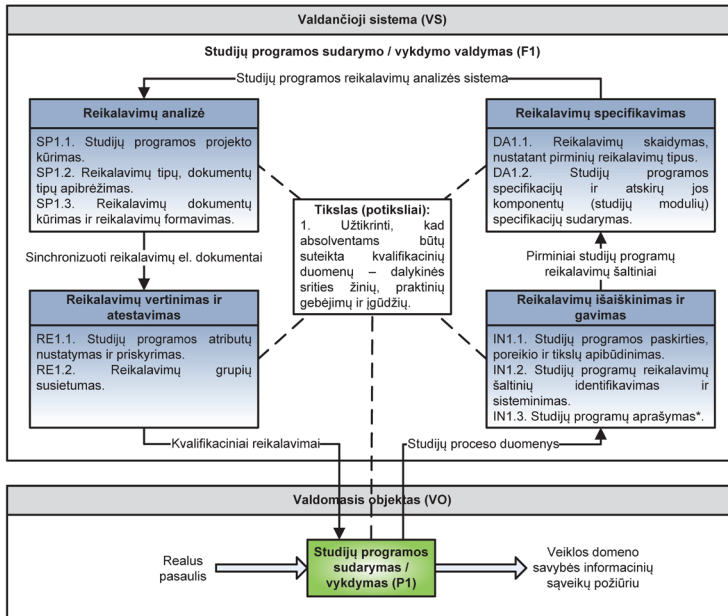 Valdančioji sistema (VS)
Studijų programos sudarymo / vykdymo valdymas (F1)
Studijų programos reikalavimų analizės sistema
Reikalavimų analizė
SP1.1. Studijų programos projekto
kūrimas.
SP1.2. Reikalavimų tipų, dokumentų
tipų apibrėžimas.
SP1.3. Reikalavimų dokumentų
kūrimas ir reikalavimų formavimas.
Reikalavimų specifikavimas
DA1.1. Reikalavimų skaidymas,
nustatant pirminių reikalavimų tipus.
DA1.2. Studijų programos
specifikacijų ir atskirų jos
komponentų (studijų modulių)
specifikacijų sudarymas.
Tikslas (potiksliai):
1. Užtikrinti, kad
absolventams būtų
suteikta kvalifikacinių
duomenų – dalykinės
srities žinių, praktinių
gebėjimų ir įgūdžių.
Sinchronizuoti reikalavimų el. dokumentai
Pirminiai studijų programų
reikalavimų šaltiniai
Reikalavimų vertinimas ir
atestavimas
RE1.1. Studijų programos atributų
nustatymas ir priskyrimas.
RE1.2. Reikalavimų grupių
susietumas.
Reikalavimų išaiškinimas ir
gavimas
IN1.1. Studijų programos paskirties,
poreikio ir tikslų apibūdinimas.
IN1.2. Studijų programų reikalavimų
šaltinių identifikavimas ir
sisteminimas.
IN1.3. Studijų programų aprašymas*.
Kvalifikaciniai reikalavimai
Studijų proceso duomenys
Valdomasis objektas (VO)
Realus
pasaulis
Studijų programos
sudarymas /
vykdymas (P1)
Veiklos domeno
savybės informacinių
sąveikų požiūriu